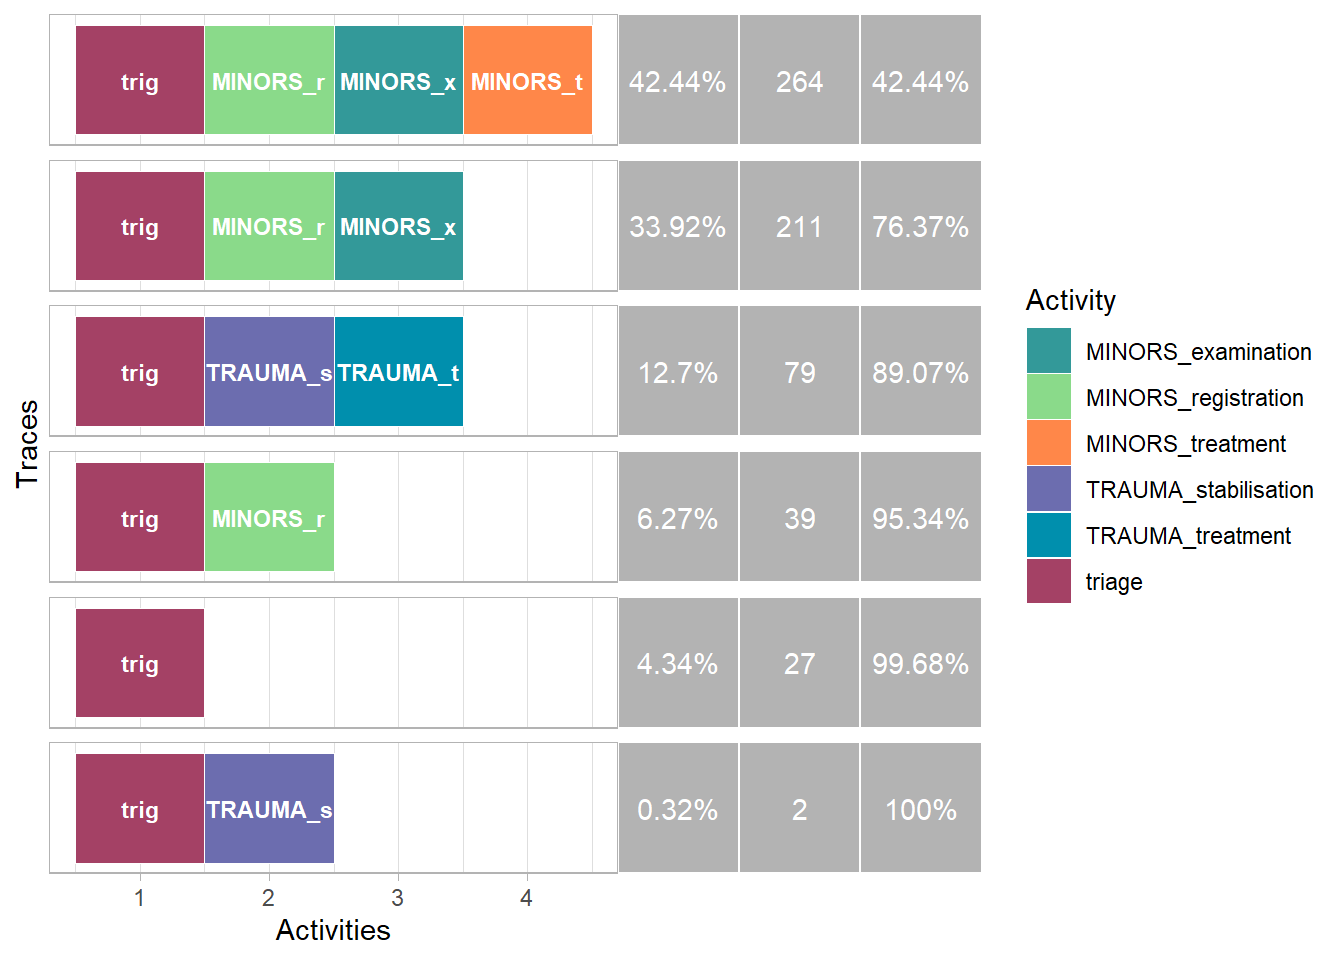 trig MINORS_r MINORS_x MINORS_t 42.44% 264 42.44%
trig MINORS_r MINORS_x 33.92% 211 76.37%
trig TRAUMA_s TRAUMA_t 12.7% 79 89.07%
trig MINORS_r 6.27% 39 95.34%
trig 4.34% 27 99.68%
trig TRAUMA_s 0.32% 2 100%
1 2 3 4
Activities
Traces
Activity
MINORS_examination
MINORS_registration
MINORS_treatment
TRAUMA_stabilisation
TRAUMA_treatment
triage